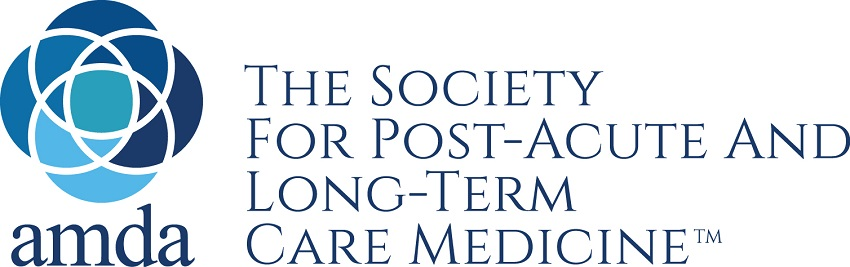 amda
The Society
For Post-Acute And
Long-Term
Care Medicine™